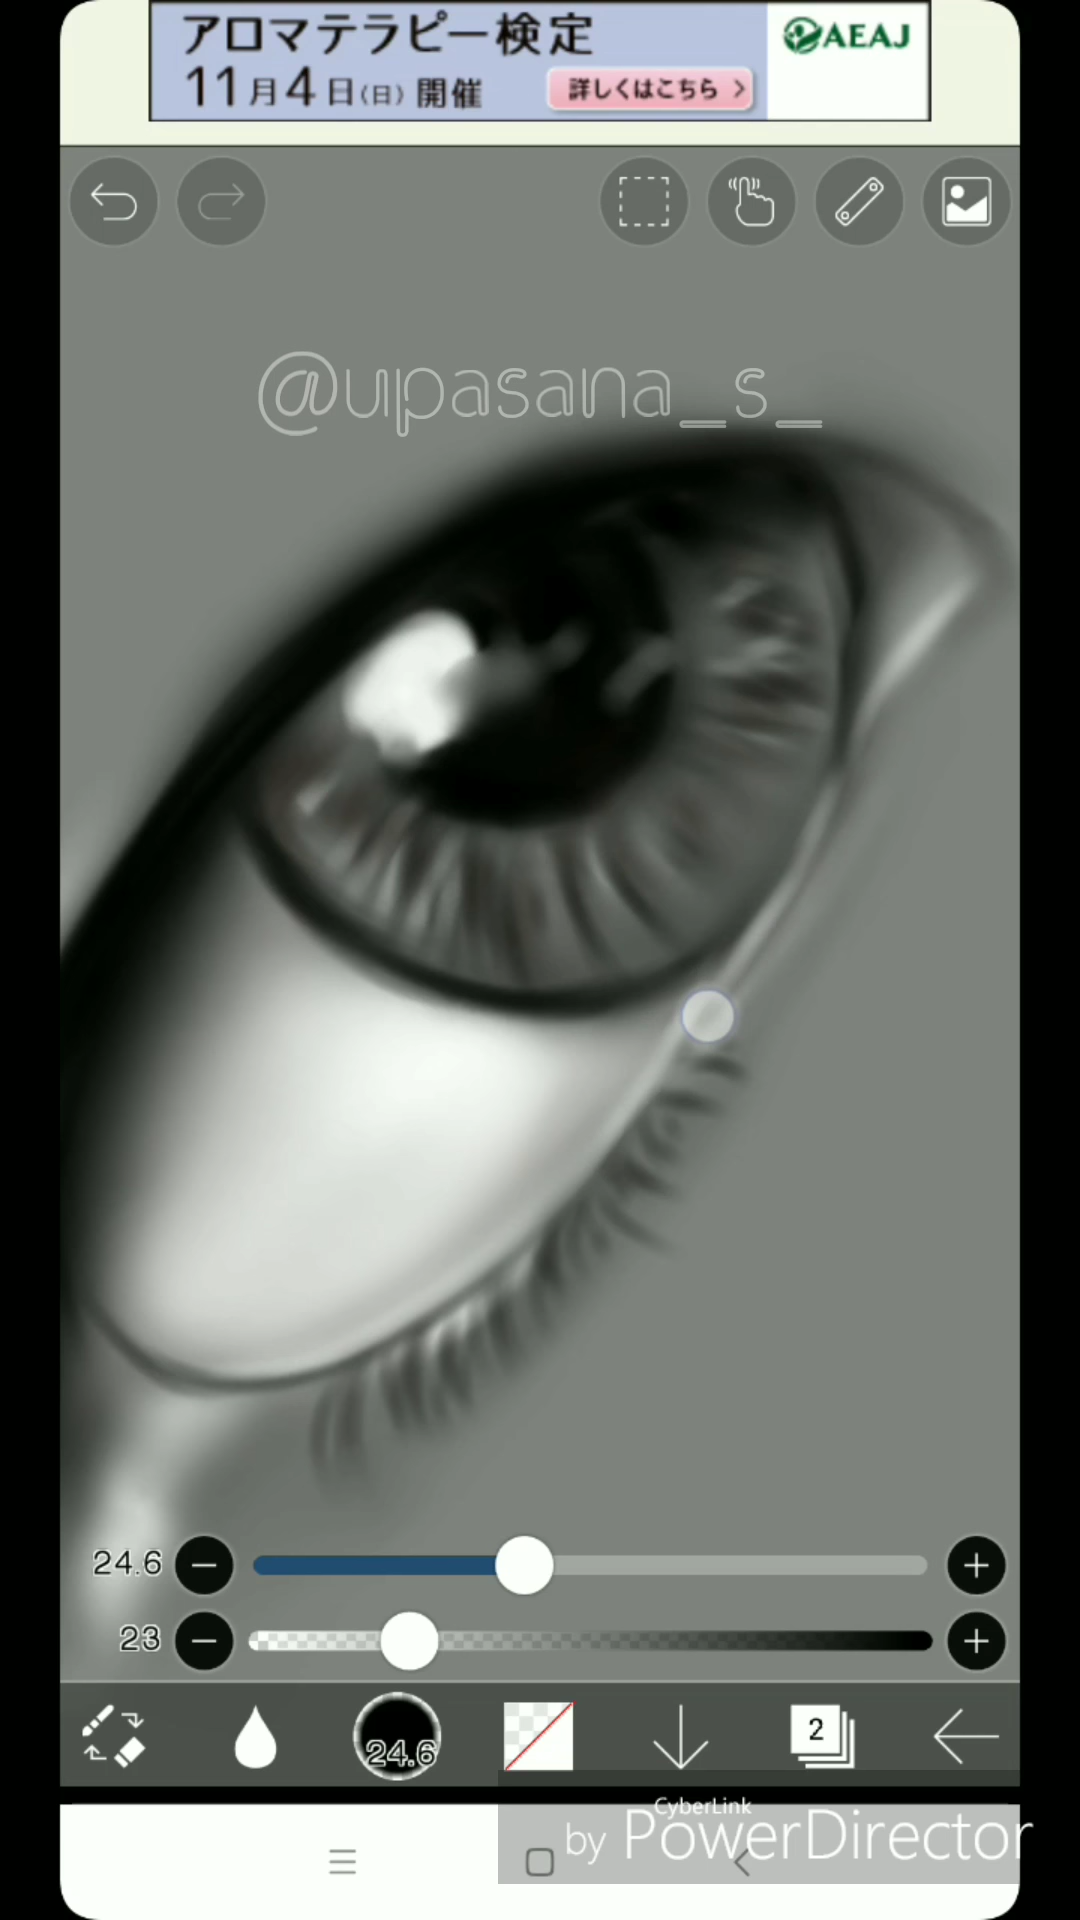 アロマテラピー検定
AEAJ
11月4日(日)開催
詳しくはこちら
@upasana_s_
24.6
23
24.6
2
CyberLink
by PowerDirector